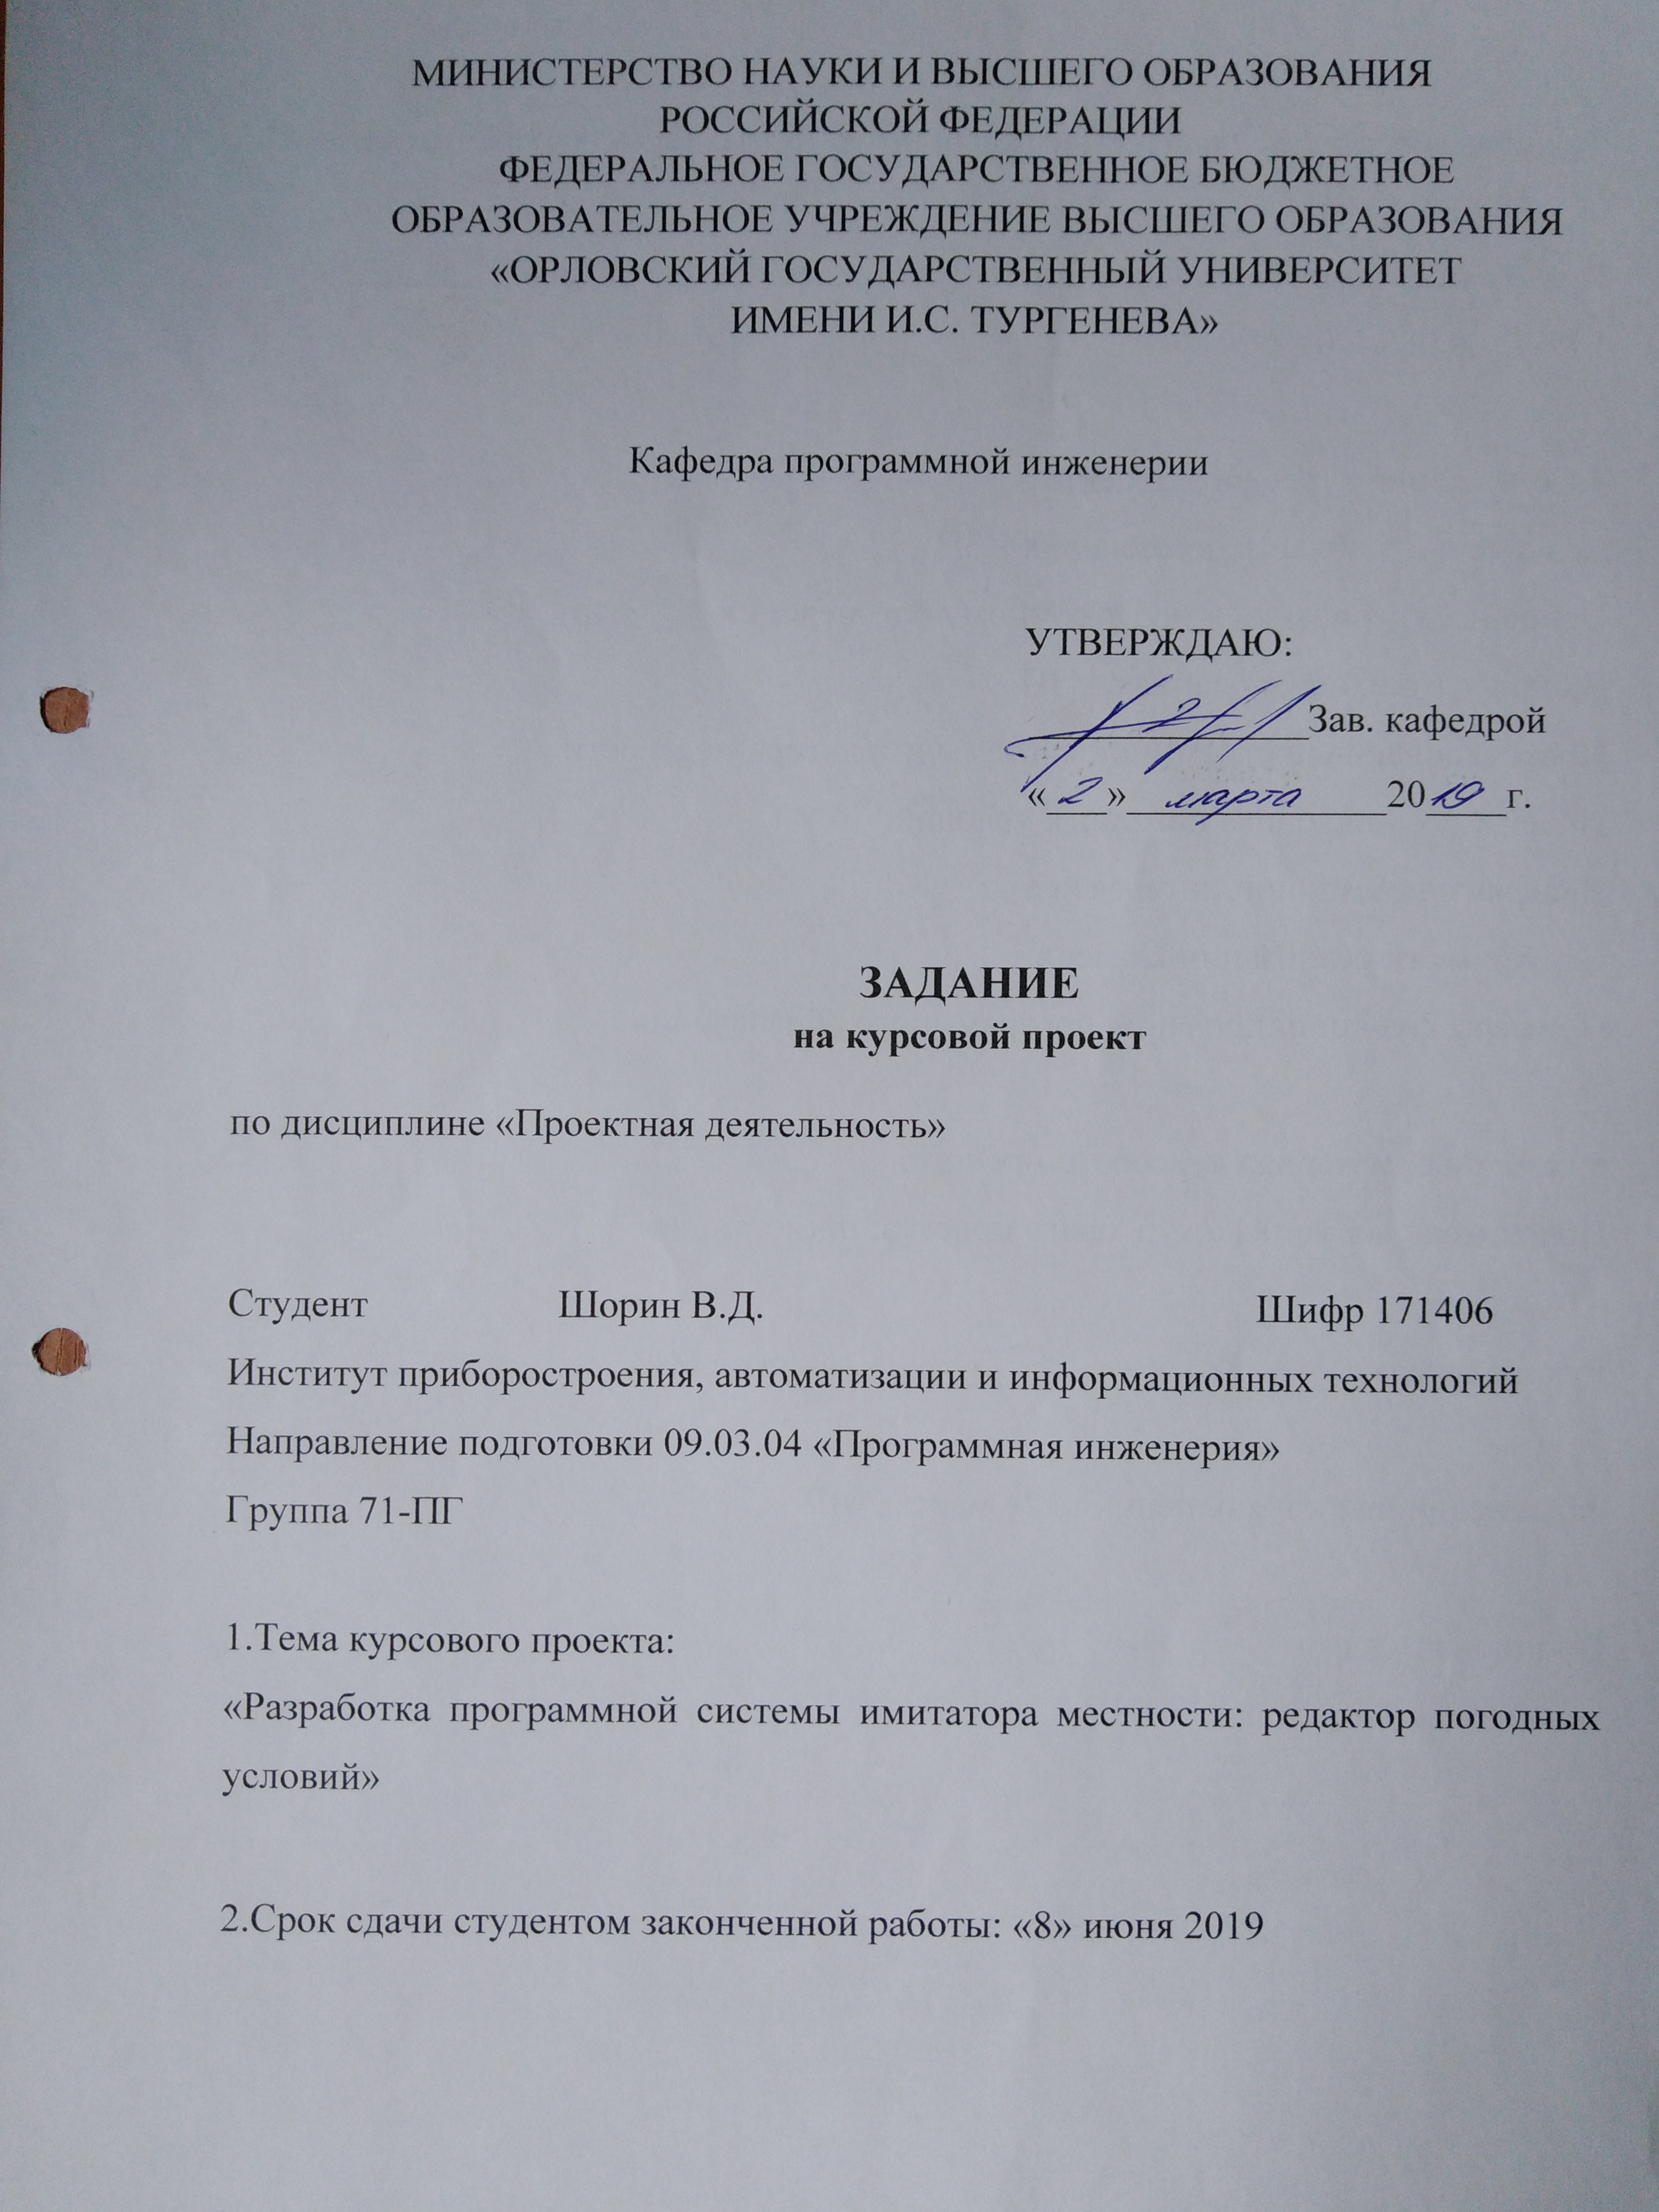 МИНИСТЕРСТВО НАУКИ И ВЫСШЕГО ОБРАЗОВАНИЯ
РОССИЙСКОЙ ФЕДЕРАЦИИ
ФЕДЕРАЛЬНОЕ ГОСУДАРСТВЕННОЕ БЮДЖЕТНОЕ
ОБРАЗОВАТЕЛЬНОЕ УЧРЕЖДЕНИЕ ВЫСШЕГО ОБРАЗОВАНИЯ
«ОРЛОВСКИЙ ГОСУДАРСТВЕННЫЙ УНИВЕРСИТЕТ
ИМЕНИ И.С. ТУРГЕНЕВА»
Кафедра программной инженерии
УТВЕРЖДАЮ:
Зав. кафедрой
«2» марта 2019 г.
ЗАДАНИЕ
на курсовой проект
по дисциплине «Проектная деятельность»
Студент Шорин В.Д. Шифр 171406
Институт приборостроения, автоматизации и информационных технологий
Направление подготовки 09.03.04 «Программная инженерия»
Группа 71-ПГ
1.Тема курсового проекта:
«Разработка программной системы имитатора местности: редактор погодных
условий»
2.Срок сдачи студентом законченной работы: «8» июня 2019